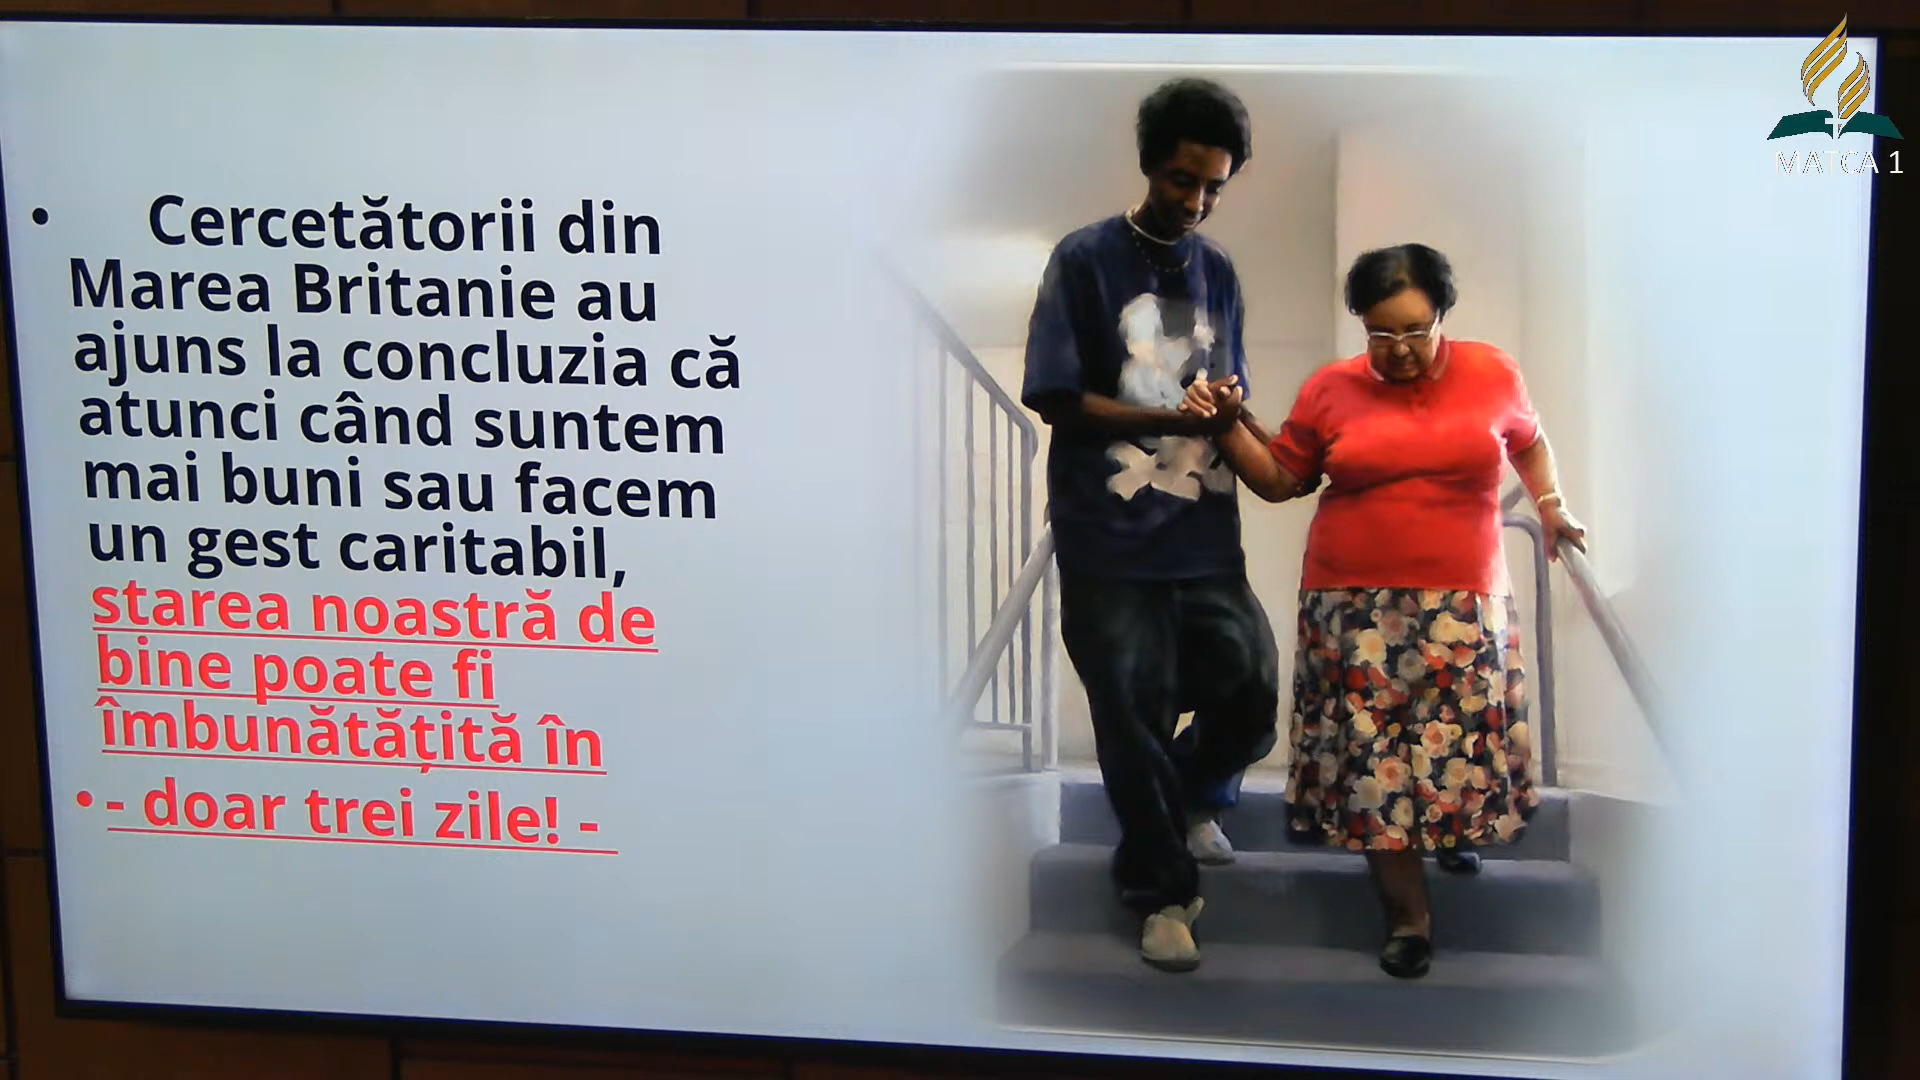 • Cercetătorii din
Marea Britanie au
ajuns la concluzia că
atunci când suntem
mai buni sau facem
un gest caritabil,
starea noastră de
bine poate fi
îmbunătățită în
• - doar trei zile! -
MATCA 1